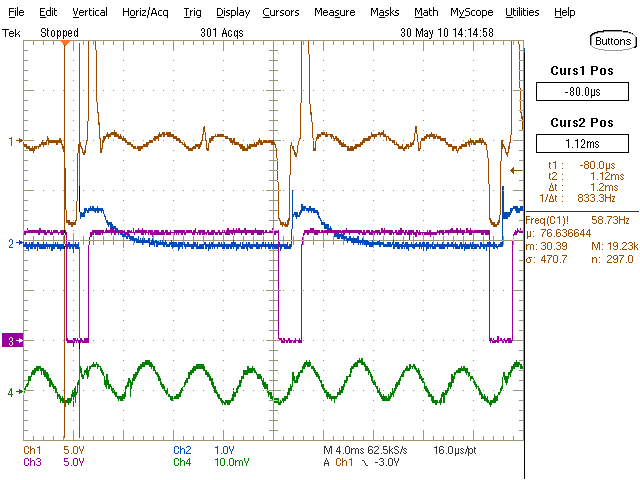 File Edit Vertical Horiz/Acq Trig Display Cursors Measure Masks Math MyScope Utilities Help
Tek Stopped 301 Acqs 30 May 10 14:14:58
Buttons
Curs1 Pos
-80.0µs
Curs2 Pos
1.12ms
t1 : -80.0µs
t2 : 1.12ms
Δt : 1.2ms
1/Δt : 833.3Hz
Freq(C1)! 58.73Hz
µ: 76.636644
m: 30.39 M: 19.23k
σ: 470.7 n: 297.0
1
2
3
4
Ch1 5.0V Ch2 1.0V M 4.0ms 62.5kS/s 16.0µs/pt
Ch3 5.0V Ch4 10.0mV A Ch1 -3.0V